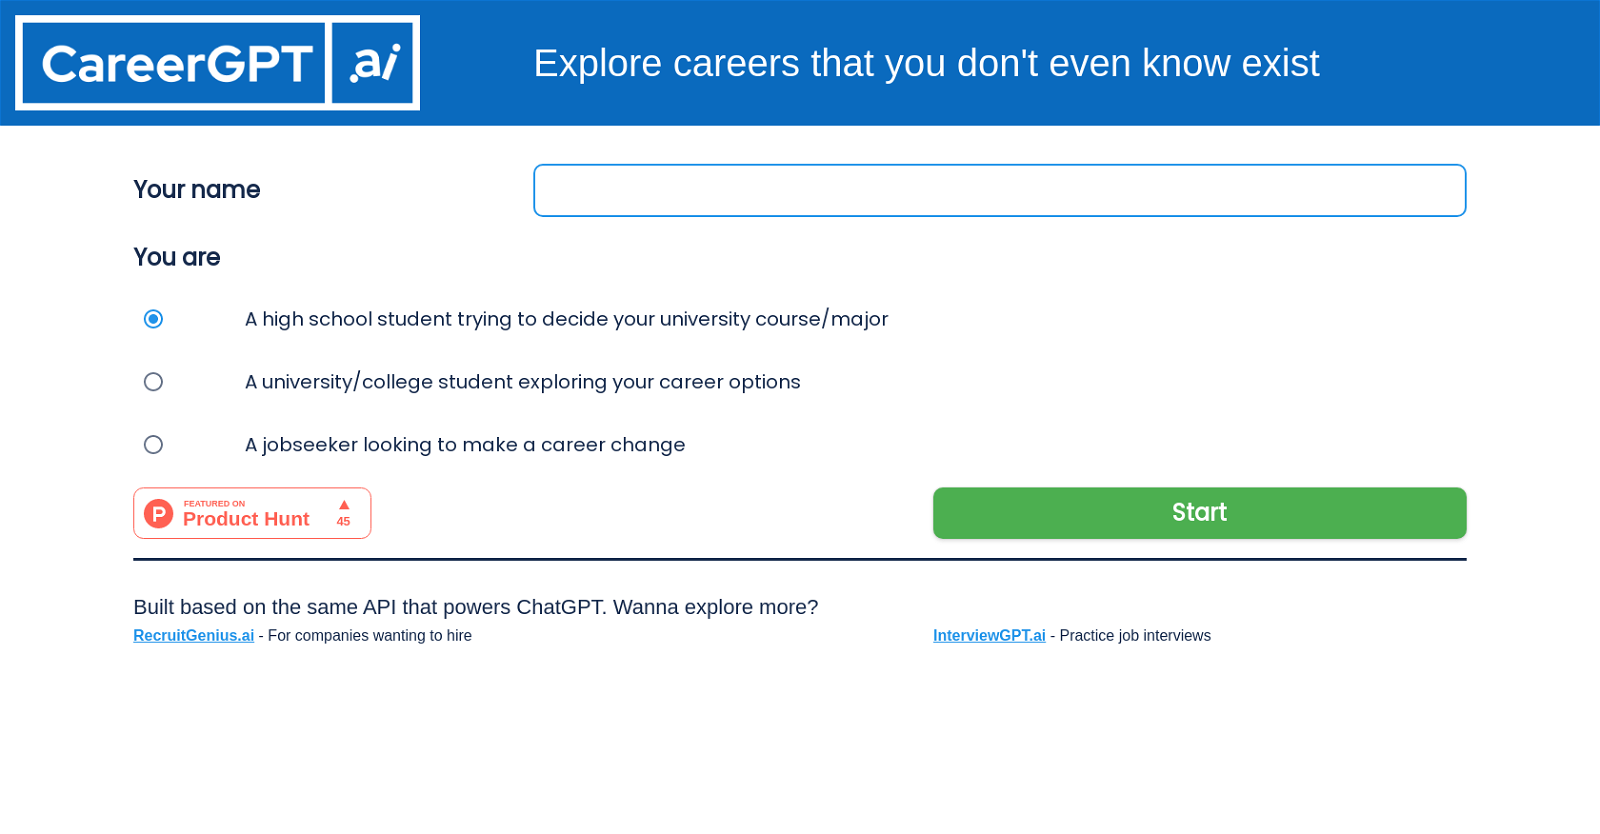 CareerGPT .ai
Explore careers that you don't even know exist
Your name
You are
A high school student trying to decide your university course/major
A university/college student exploring your career options
A jobseeker looking to make a career change
P
FEATURED ON
Product Hunt
▲
45
Start
Built based on the same API that powers ChatGPT. Wanna explore more?
RecruitGenius.ai - For companies wanting to hire
InterviewGPT.ai - Practice job interviews